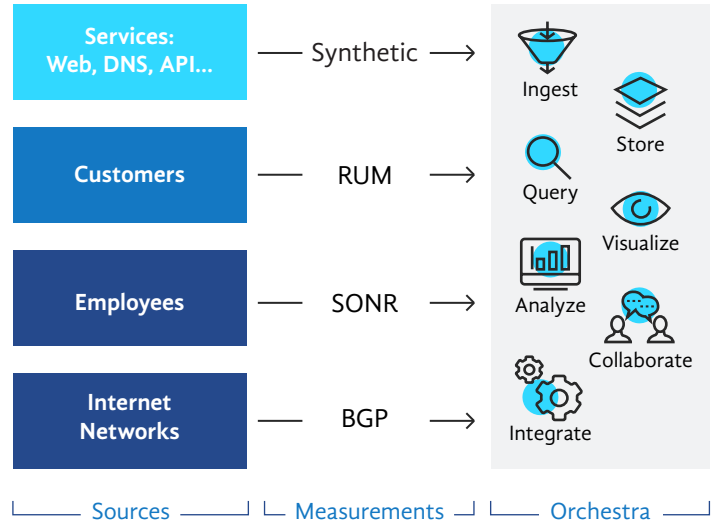 Services:
Web, DNS, API...
Synthetic
Ingest
Store
Customers
RUM
Query
Visualize
Employees
SONR
Analyze
Collaborate
Internet
Networks
BGP
Integrate
Sources
Measurements
Orchestra